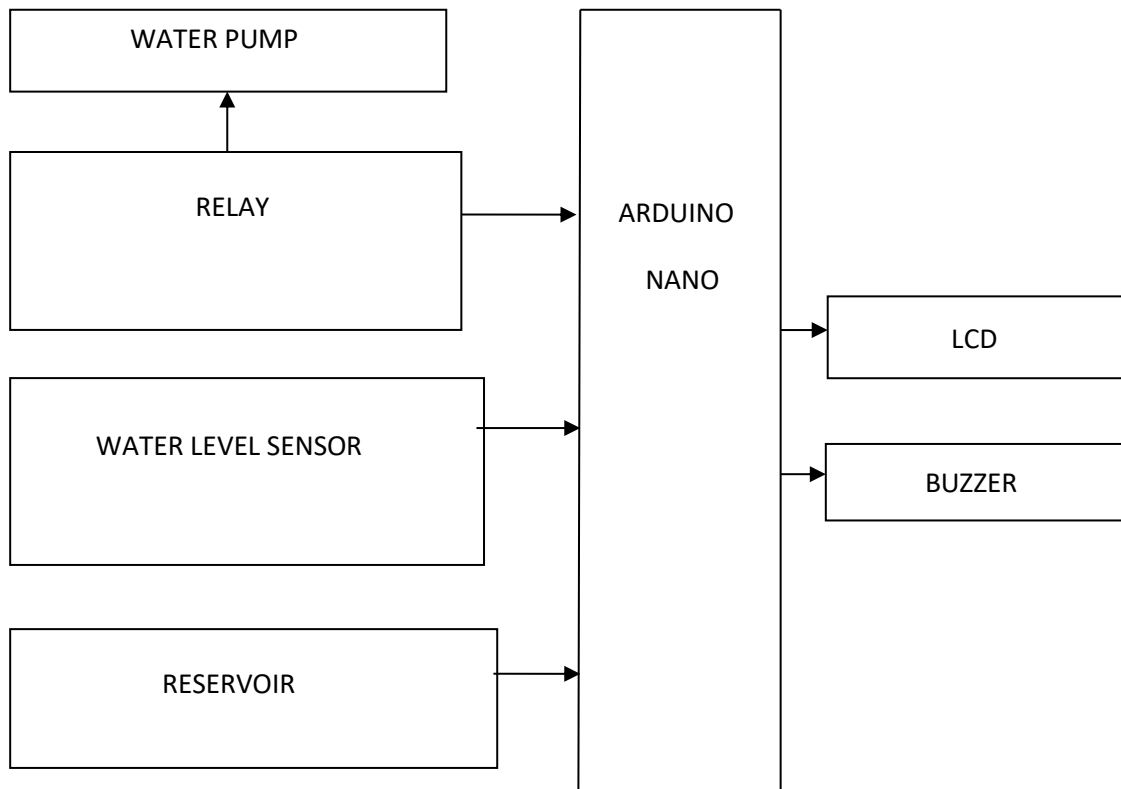 WATER PUMP
RELAY
ARDUINO
NANO
LCD
WATER LEVEL SENSOR
BUZZER
RESERVOIR